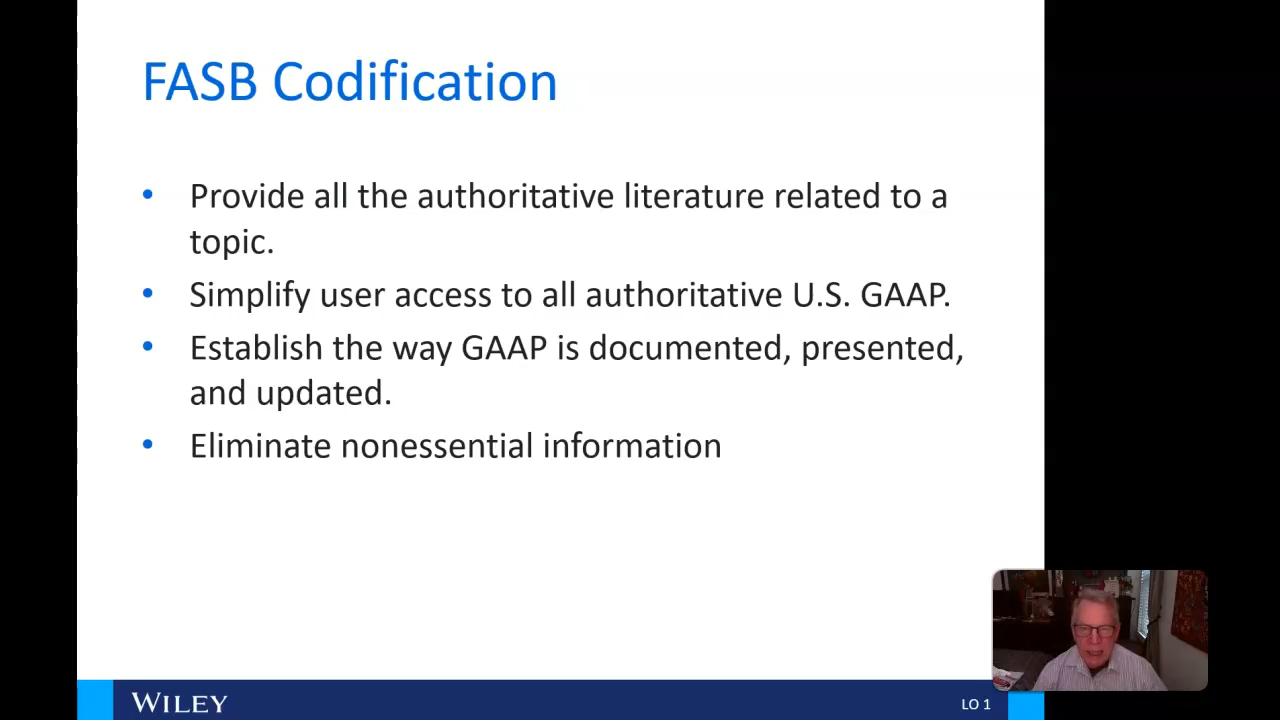 FASB Codification
• Provide all the authoritative literature related to a
topic.
• Simplify user access to all authoritative U.S. GAAP.
• Establish the way GAAP is documented, presented,
and updated.
• Eliminate nonessential information
WILEY
LO 1